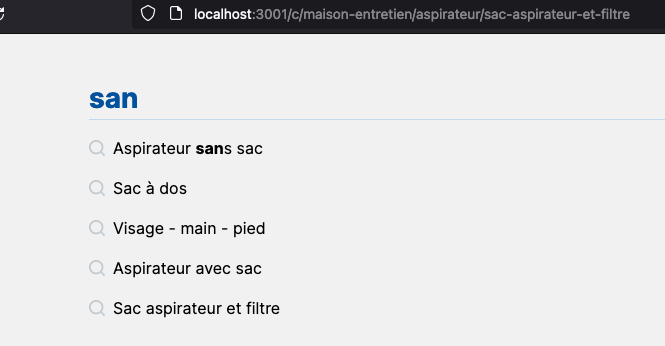 localhost:3001/c/maison-entretien/aspirateur/sac-aspirateur-et-filtre
san
Aspirateur sans sac
Sac à dos
Visage - main - pied
Aspirateur avec sac
Sac aspirateur et filtre